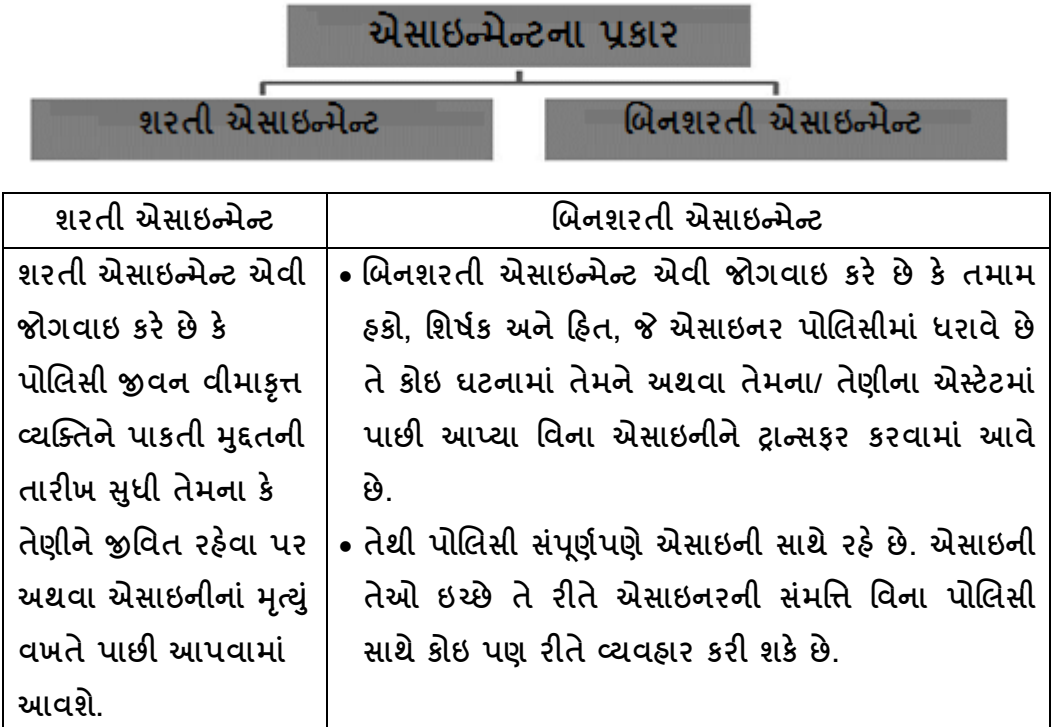 એસાઇન્મેન્ટના પ્રકાર
શરતી એસાઇન્મેન્ટ
બિનશરતી એસાઇન્મેન્ટ
શરતી એસાઇન્મેન્ટ
બિનશરતી એસાઇન્મેન્ટ
શરતી એસાઇન્મેન્ટ એવી
જોગવાઇ કરે છે કે
પોલિસી જીવન વીમાકૃત્ત
વ્યક્તિને પાકતી મુદ્દતની
તારીખ સુધી તેમના કે
તેણીને જીવિત રહેવા પર
અથવા એસાઇનીનાં મૃત્યું
વખતે પાછી આપવામાં
આવશે.
• બિનશરતી એસાઇન્મેન્ટ એવી જોગવાઇ કરે છે કે તમામ
હકો, શિર્ષક અને હિત, જે એસાઇનર પોલિસીમાં ધરાવે છે
તે કોઇ ઘટનામાં તેમને અથવા તેમના/ તેણીના એસ્ટેટમાં
પાછી આપ્યા વિના એસાઇનીને ટ્રાન્સફર કરવામાં આવે
છે.
• તેથી પોલિસી સંપૂર્ણપણે એસાઇની સાથે રહે છે. એસાઇની
તેઓ ઇચ્છે તે રીતે એસાઇનરની સંમત્તિ વિના પોલિસી
સાથે કોઇ પણ રીતે વ્યવહાર કરી શકે છે.